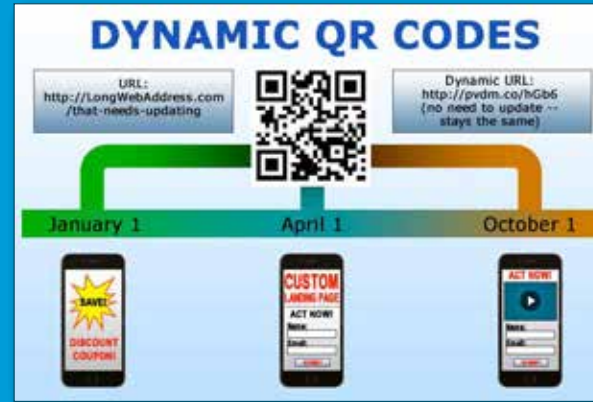 DYNAMIC QR CODES
URL:
http://LongWebAddress.com
/that-needs-updating
Dynamic URL:
http://pvdm.co/hGb6
(no need to update --
stays the same)
January 1
April 1
October 1
SAVE!
DISCOUNT
COUPON!
CUSTOM
LANDING PAGE
ACT NOW!
Name:
Email:
ACT NOW!
Name:
Email: